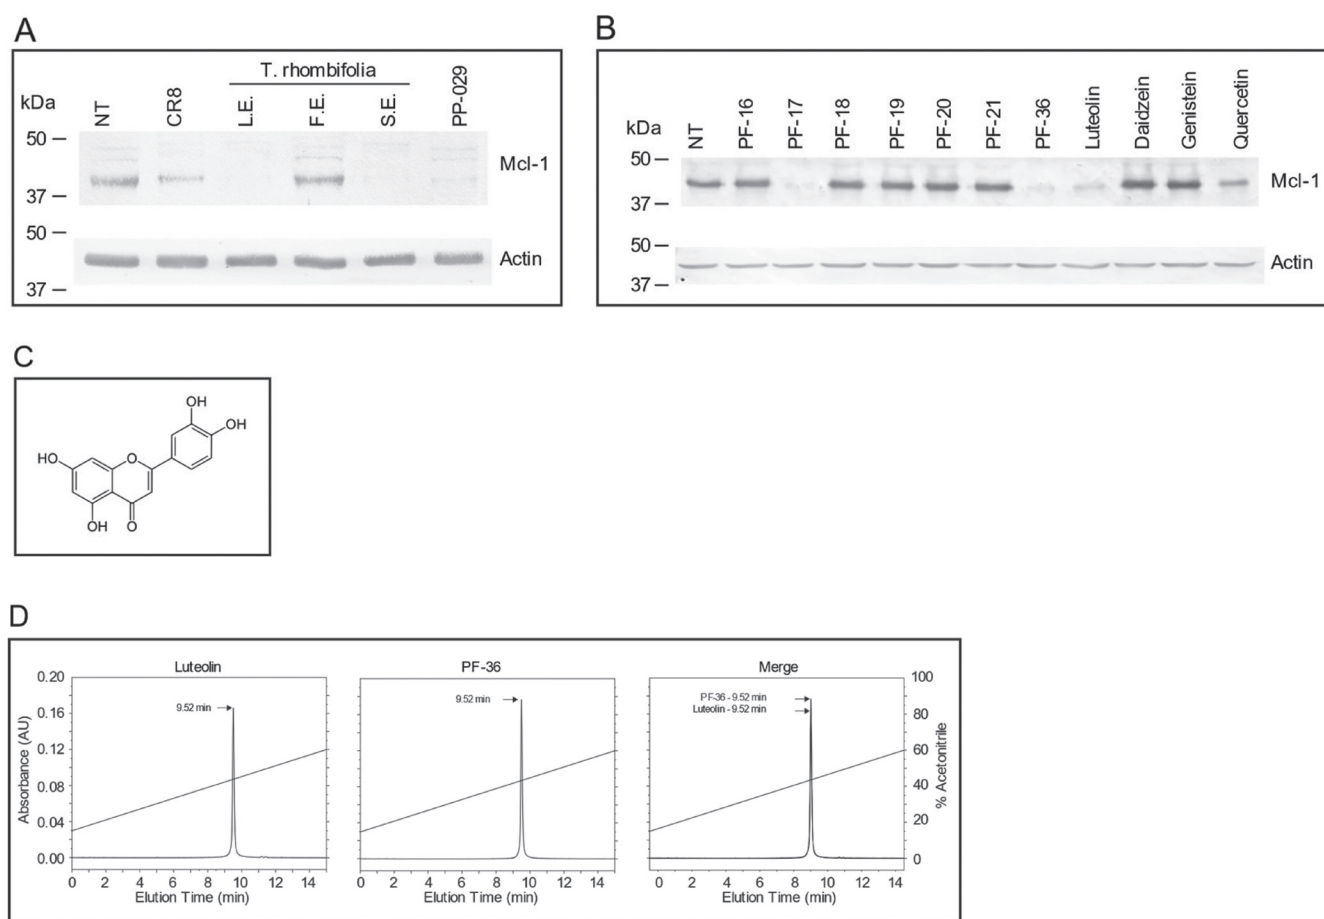 A
T. rhombifolia
kDa
NT
CR8
L.E.
F.E.
S.E.
PP-029
50
Mcl-1
37
50
Actin
37
B
kDa
NT
PF-16
PF-17
PF-18
PF-19
PF-20
PF-21
PF-36
Luteolin
Daidzein
Genistein
Quercetin
50
Mcl-1
37
50
Actin
37
C
OH
OH
HO
O
OH
O
D
Luteolin
PF-36
Merge
Absorbance (AU)
0.20
0.16
0.12
0.08
0.04
0.00
9.52 min
9.52 min
PF-36 - 9.52 min
Luteolin - 9.52 min
100
80
60
40
20
0
% Acetonitrile
0 2 4 6 8 10 12 14
0 2 4 6 8 10 12 14
0 2 4 6 8 10 12 14
Elution Time (min)
Elution Time (min)
Elution Time (min)